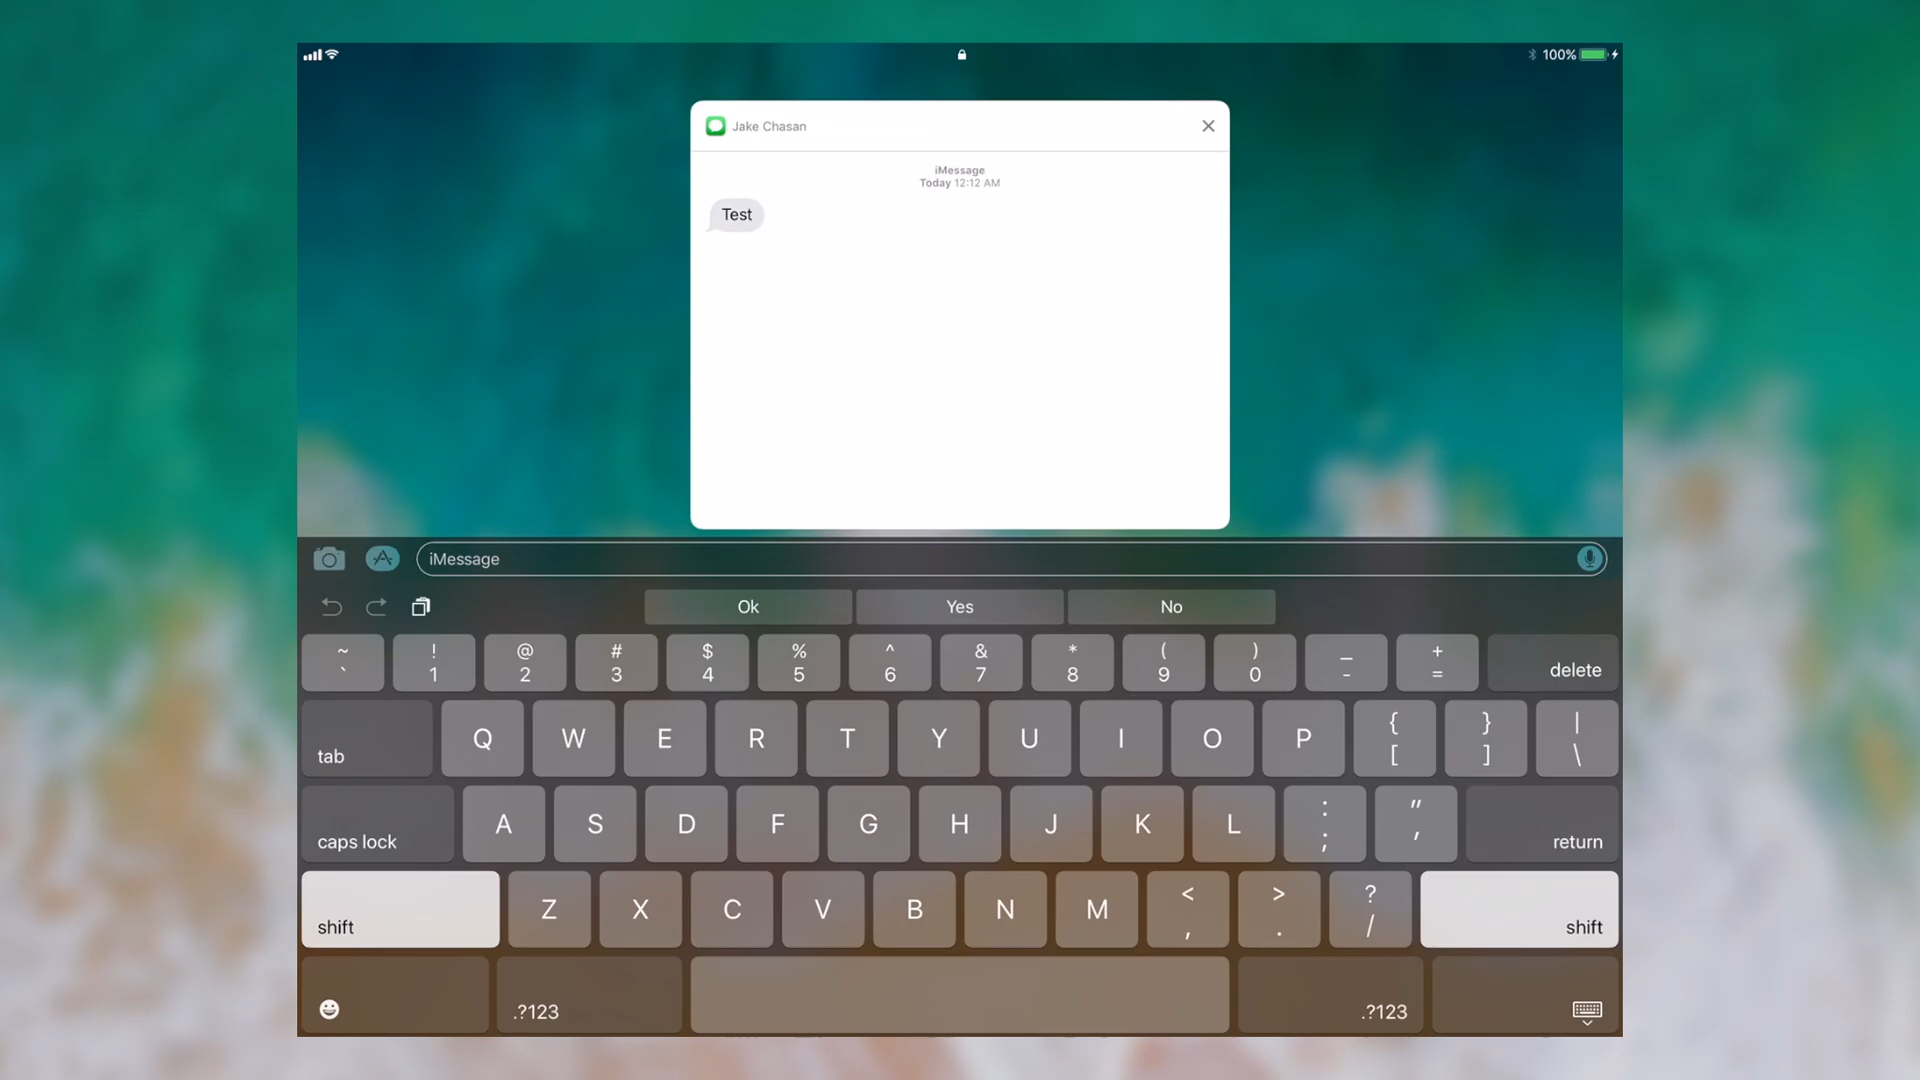 100%
Jake Chasan
iMessage
Today 12:12 AM
Test
iMessage
Ok Yes No
~ ! @ # $ % ^ & * ( ) _ +
` 1 2 3 4 5 6 7 8 9 0 - = delete
tab Q W E R T Y U I O P { [ } ] | \
caps lock A S D F G H J K L : ; " ' return
shift Z X C V B N M < , > . ? / shift
.?123 .?123